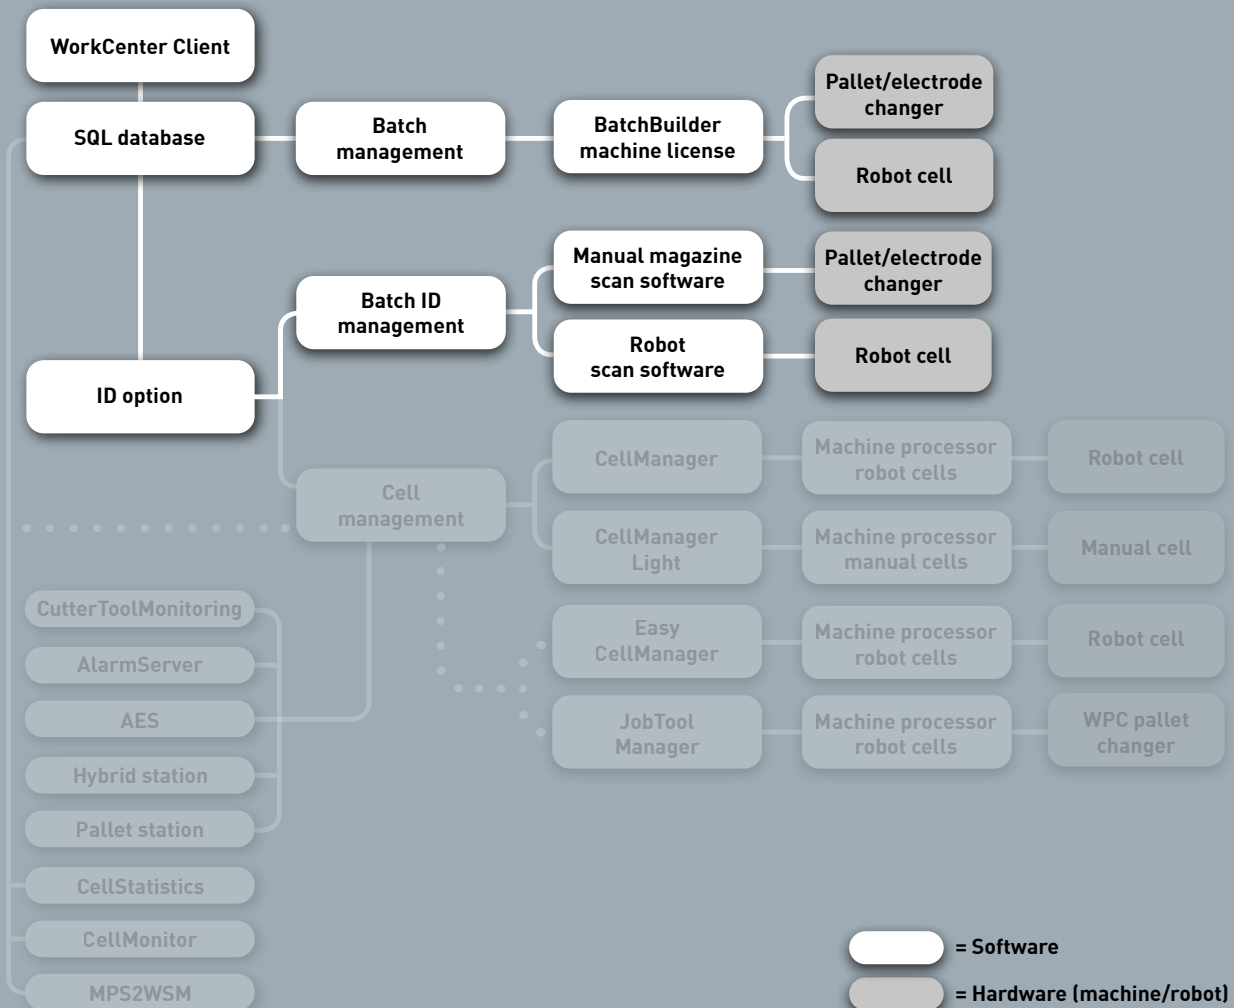 WorkCenter Client
SQL database
Batch
management
BatchBuilder
machine license
Pallet/electrode
changer
Robot cell
Manual magazine
scan software
Pallet/electrode
changer
Batch ID
management
Robot
scan software
Robot cell
ID option
CellManager
Machine processor
robot cells
Robot cell
Cell
management
CellManager
Light
Machine processor
manual cells
Manual cell
CutterToolMonitoring
Easy
CellManager
Machine processor
robot cells
Robot cell
AlarmServer
AES
JobTool
Manager
Machine processor
robot cells
WPC pallet
changer
Hybrid station
Pallet station
CellStatistics
CellMonitor
MPS2WSM
= Software
= Hardware (machine/robot)